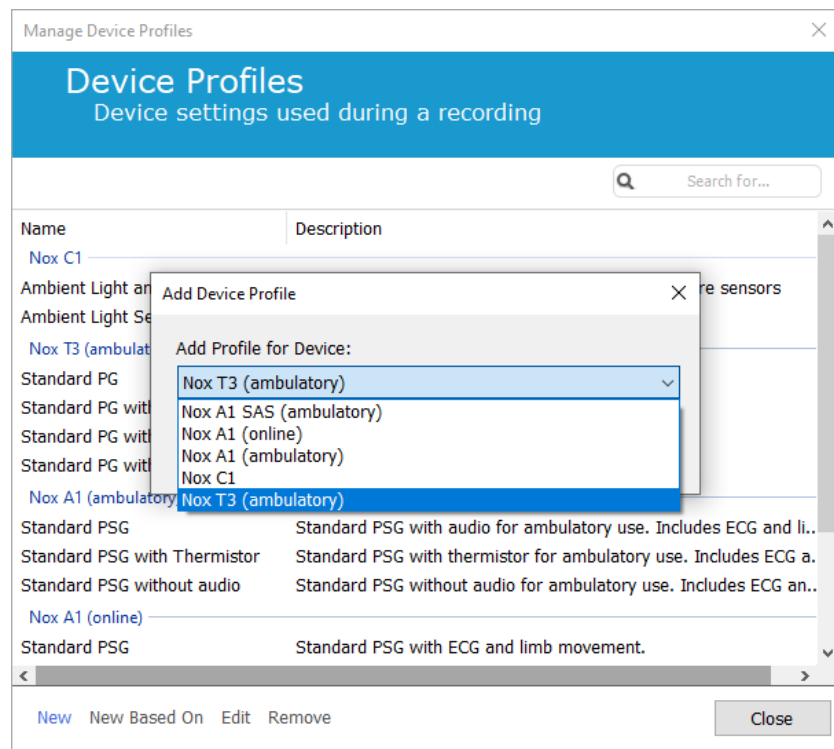 Manage Device Profiles
Device Profiles
Device settings used during a recording
Search for...
Name Description
Nox C1
Ambient Light an re sensors
Ambient Light Se
Nox T3 (ambulat
Standard PG
Standard PG with
Standard PG with
Standard PG with
Add Device Profile
Add Profile for Device:
Nox T3 (ambulatory)
Nox A1 SAS (ambulatory)
Nox A1 (online)
Nox A1 (ambulatory)
Nox C1
Nox T3 (ambulatory)
Nox A1 (ambulatory
Standard PSG Standard PSG with audio for ambulatory use. Includes ECG and li..
Standard PSG with Thermistor Standard PSG with thermistor for ambulatory use. Includes ECG a.
Standard PSG without audio Standard PSG without audio for ambulatory use. Includes ECG an..
Nox A1 (online)
Standard PSG Standard PSG with ECG and limb movement.
New New Based On Edit Remove Close